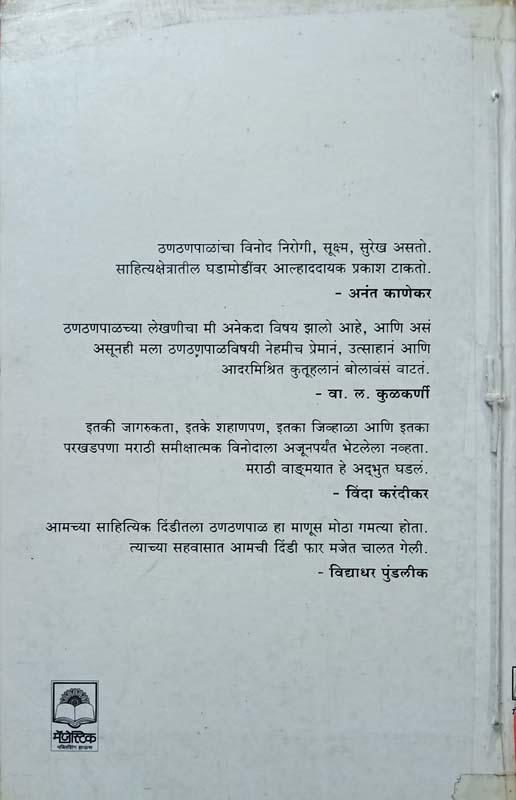 ठणठणपाळांचा विनोद निरोगी, सूक्ष्म, सुरेख असतो.
साहित्यक्षेत्रातील घडामोडींवर आल्हाददायक प्रकाश टाकतो.
- अनंत काणेकर
ठणठणपाळच्या लेखणीचा मी अनेकदा विषय झालो आहे, आणि असं
असूनही मला ठणठणपाळविषयी नेहमीच प्रेमानं, उत्साहानं आणि
आदरमिश्रित कुतूहलानं बोलावंसं वाटतं.
- वा. ल. कुळकर्णी
इतकी जागरुकता, इतके शहाणपण, इतका जिव्हाळा आणि इतका
परखडपणा मराठी समीक्षात्मक विनोदाला अजूनपर्यंत भेटलेला नव्हता.
मराठी वाङ्मयात हे अद्‌भुत घडलं.
- विंदा करंदीकर
आमच्या साहित्यिक दिंडीतला ठणठणपाळ हा माणूस मोठा गमत्या होता.
त्याच्या सहवासात आमची दिंडी फार मजेत चालत गेली.
- विद्याधर पुंडलीक
मॅजेस्टिक
पब्लिशिंग हाऊस